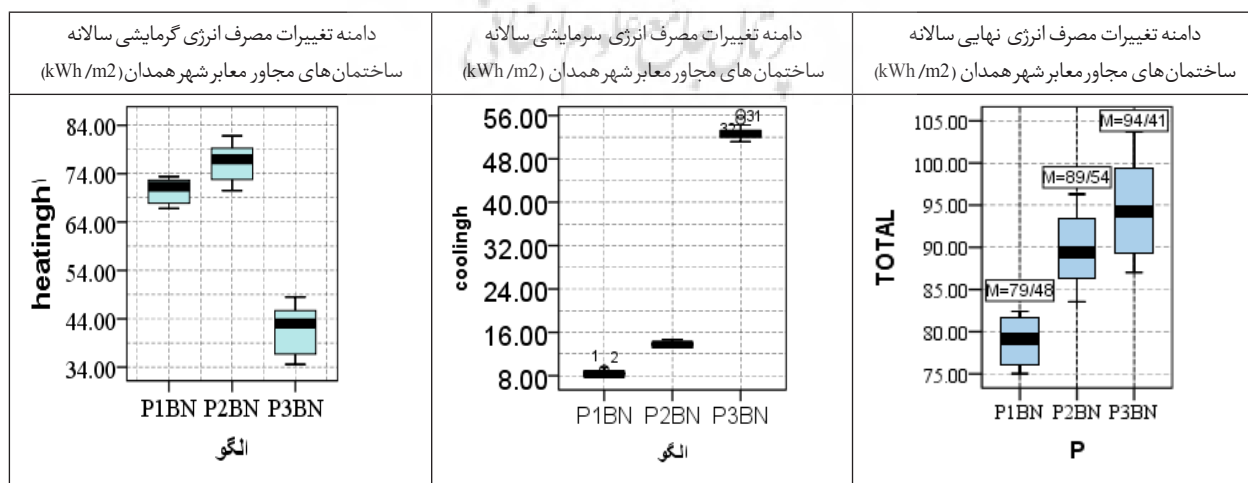 دامنه تغییرات مصرف انرژی نهایی سالانه
ساختمان‌های مجاور معابر شهر همدان (kWh/m2)
دامنه تغییرات مصرف انرژی سرمایشی سالانه
ساختمان‌های مجاور معابر شهر همدان (kWh/m2)
دامنه تغییرات مصرف انرژی گرمایشی سالانه
ساختمان‌های مجاور معابر شهر همدان (kWh/m2)
TOTAL
105.00
100.00
95.00
90.00
85.00
80.00
75.00
M=94/41
M=89/54
M=79/48
P1BN P2BN P3BN
P
coolingh
56.00
48.00
40.00
32.00
24.00
16.00
8.00
31
1 2
P1BN P2BN P3BN
الگو
heatingh۱
84.00
74.00
64.00
54.00
44.00
34.00
P1BN P2BN P3BN
الگو